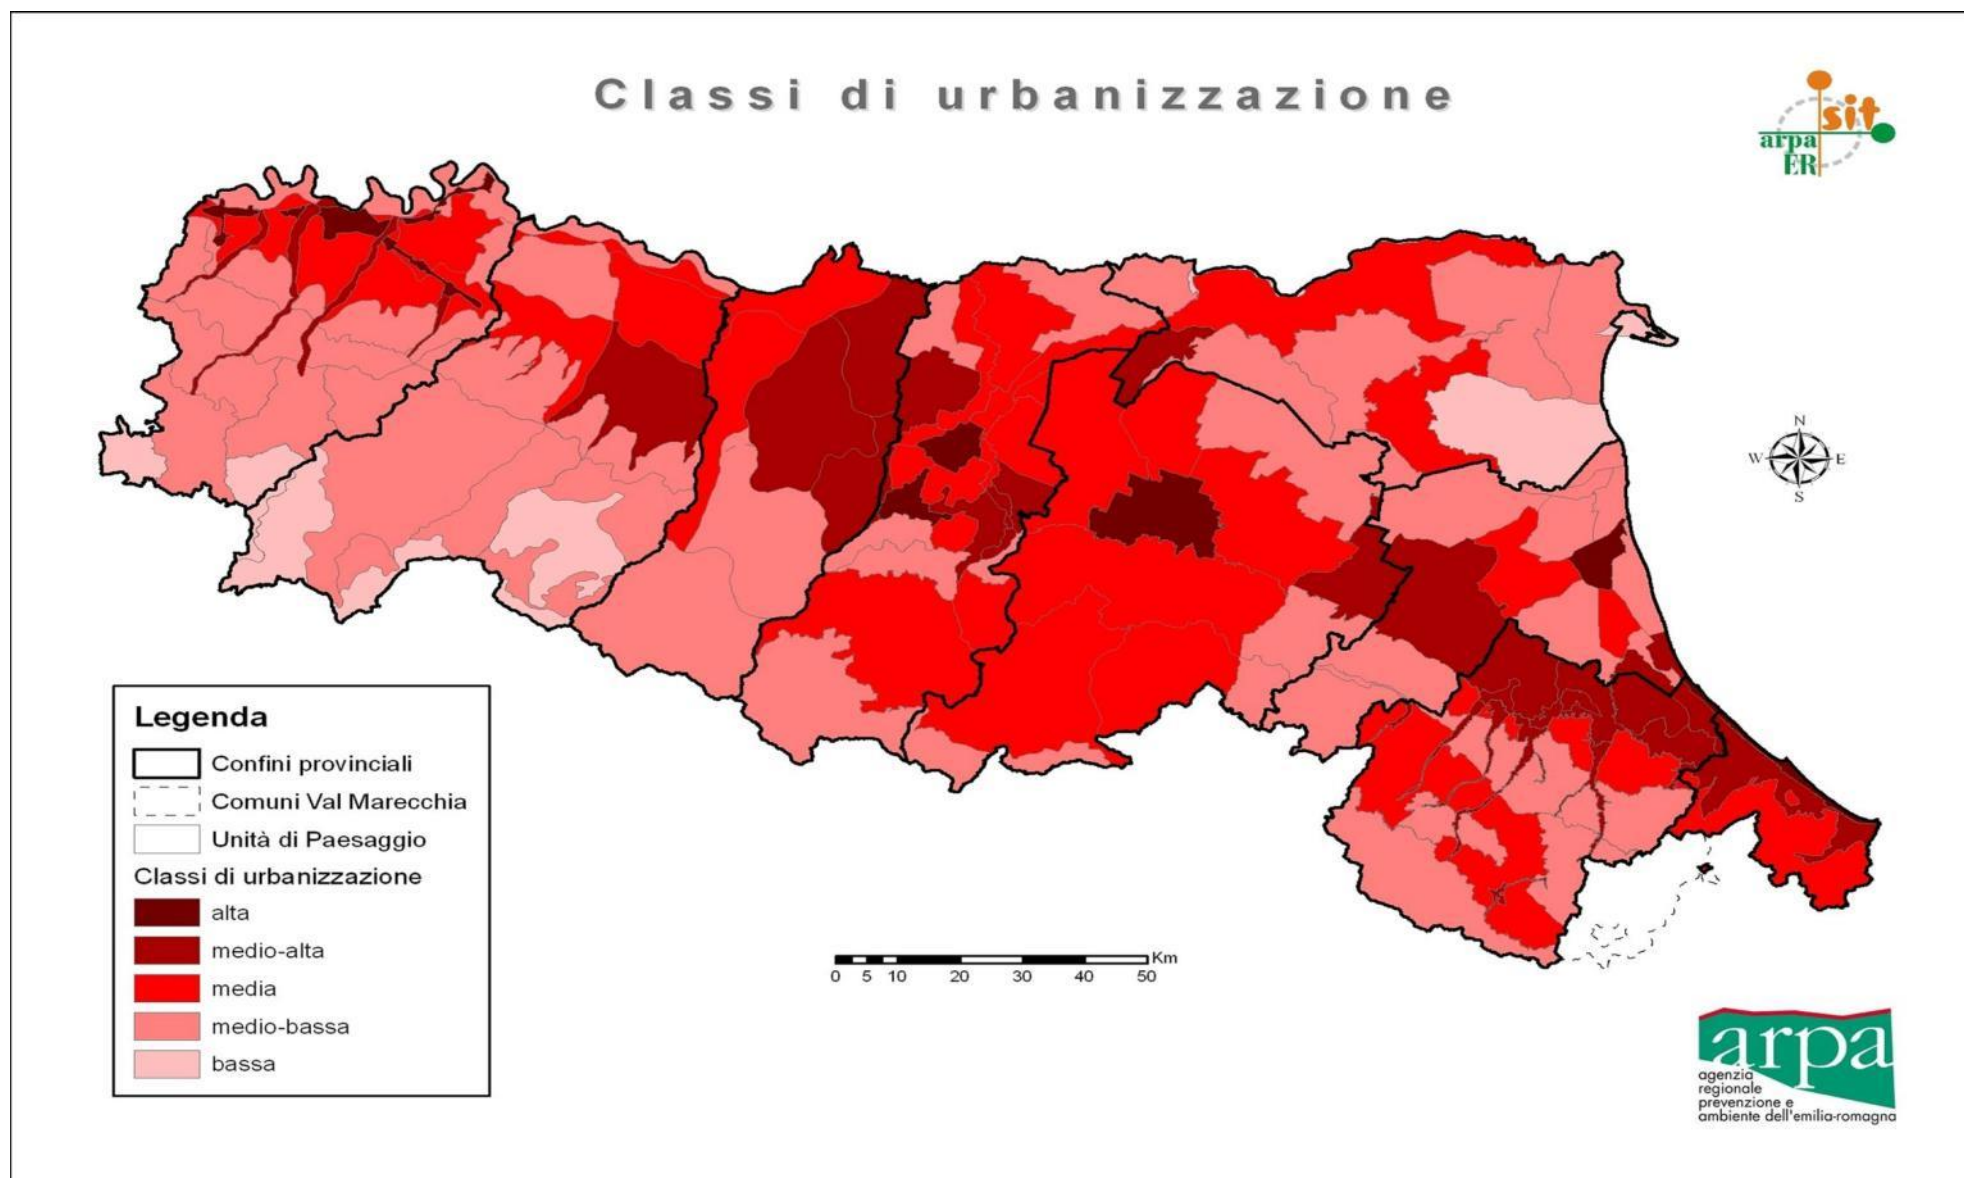 Classi di urbanizzazione
sit
arpa
ER
N
W E
S
Legenda
Confini provinciali
Comuni Val Marecchia
Unità di Paesaggio
Classi di urbanizzazione
alta
medio-alta
media
medio-bassa
bassa
Km
0 5 10 20 30 40 50
arpa
agenzia
regionale
prevenzione e
ambiente dell'emilia-romagna